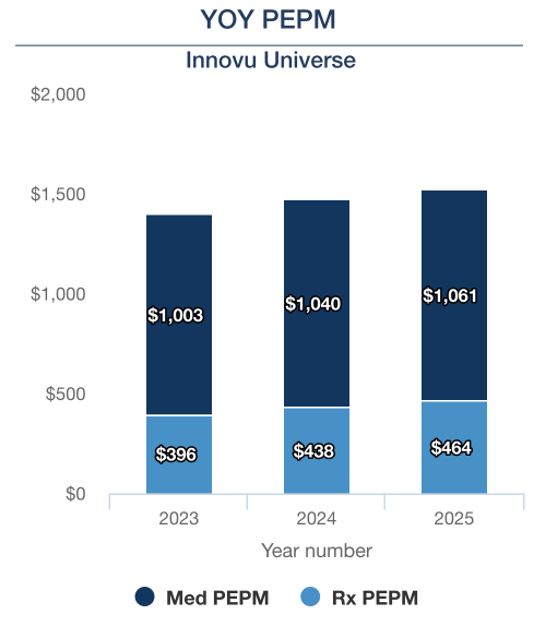 YOY PEPM
Innovu Universe
$2,000
$1,500
$1,000
$500
$0
$1,003
$1,040
$1,061
$396
$438
$464
2023
2024
2025
Year number
Med PEPM
Rx PEPM